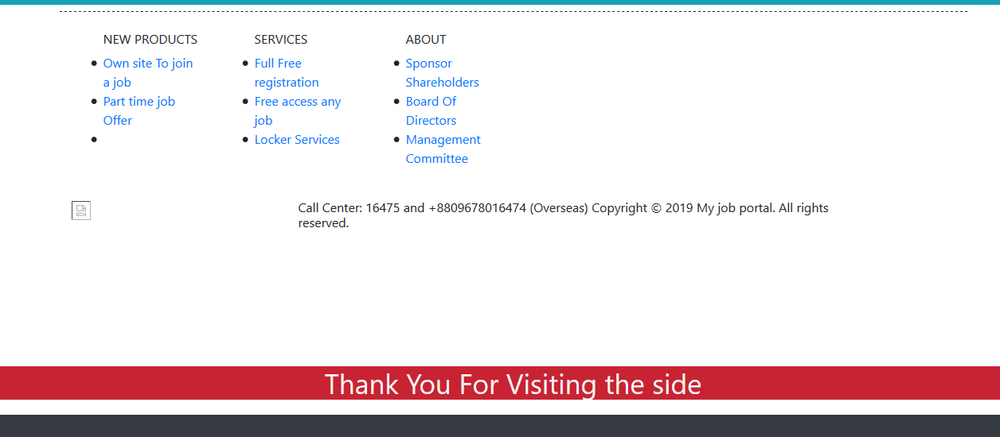 NEW PRODUCTS
Own site To join
a job
Part time job
Offer
SERVICES
Full Free
registration
Free access any
job
Locker Services
ABOUT
Sponsor
Shareholders
Board Of
Directors
Management
Committee
Call Center: 16475 and +8809678016474 (Overseas) Copyright © 2019 My job portal. All rights
reserved.
Thank You For Visiting the side